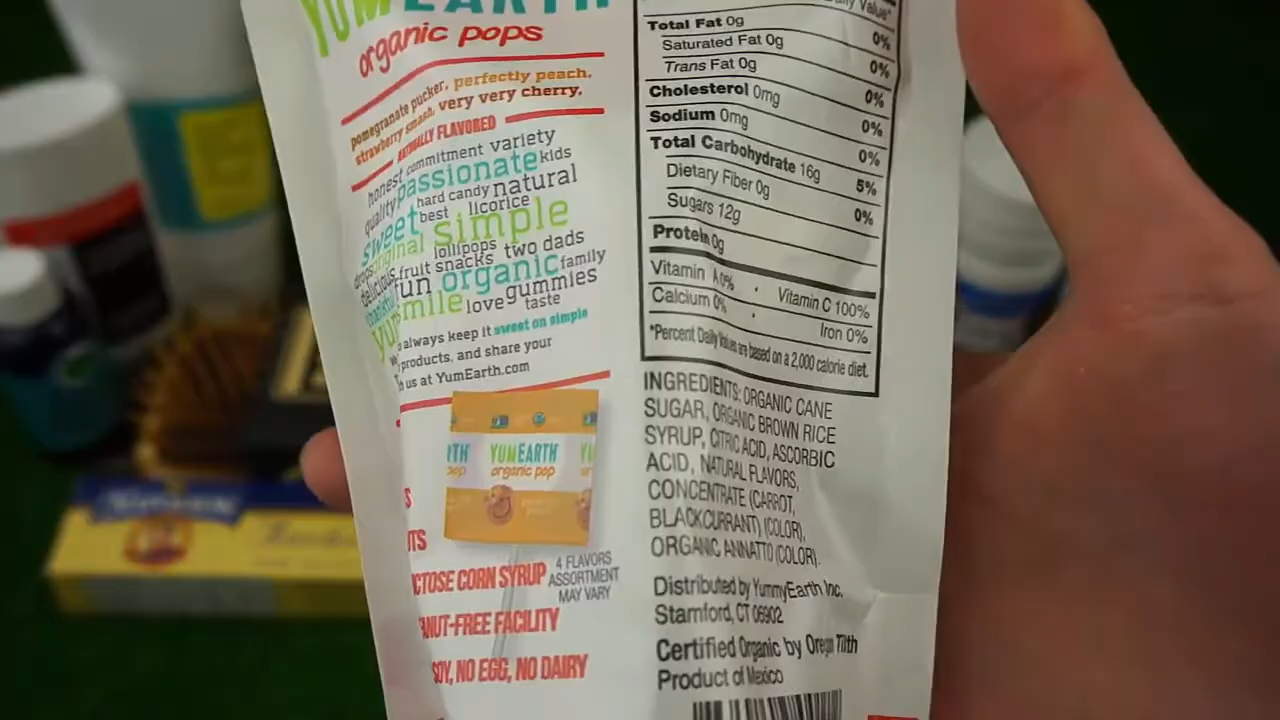 YUMEARTH
organic pops
pomegranate pucker, perfectly peach,
strawberry smash, very very cherry.
NATURALLY FLAVORED
honest commitment variety
quality passionate kids
hard candy natural
sweet best licorice
original simple
drops lollipops
delicious fruit snacks two dads
thankful fun organic family
yum smile love gummies
taste
always keep it sweet on simple
products, and share your
us at YumEarth.com
YUMEARTH
organic pop
4 FLAVORS
ASSORTMENT
MAY VARY
CTOSE CORN SYRUP
NUT-FREE FACILITY
SOY, NO EGG, NO DAIRY
Daily Value*
Total Fat 0g 0%
Saturated Fat 0g 0%
Trans Fat 0g 0%
Cholesterol 0mg 0%
Sodium 0mg 0%
Total Carbohydrate 16g 5%
Dietary Fiber 0g 0%
Sugars 12g
Protein 0g
Vitamin A 0% · Vitamin C 100%
Calcium 0% · Iron 0%
*Percent Daily Values are based on a 2,000 calorie diet.
INGREDIENTS: ORGANIC CANE
SUGAR, ORGANIC BROWN RICE
SYRUP, CITRIC ACID, ASCORBIC
ACID, NATURAL FLAVORS,
CONCENTRATE (CARROT,
BLACKCURRANT) (COLOR),
ORGANIC ANNATTO (COLOR).
Distributed by YummyEarth Inc.
Stamford, CT 06902
Certified Organic by Oregon Tilth
Product of Mexico